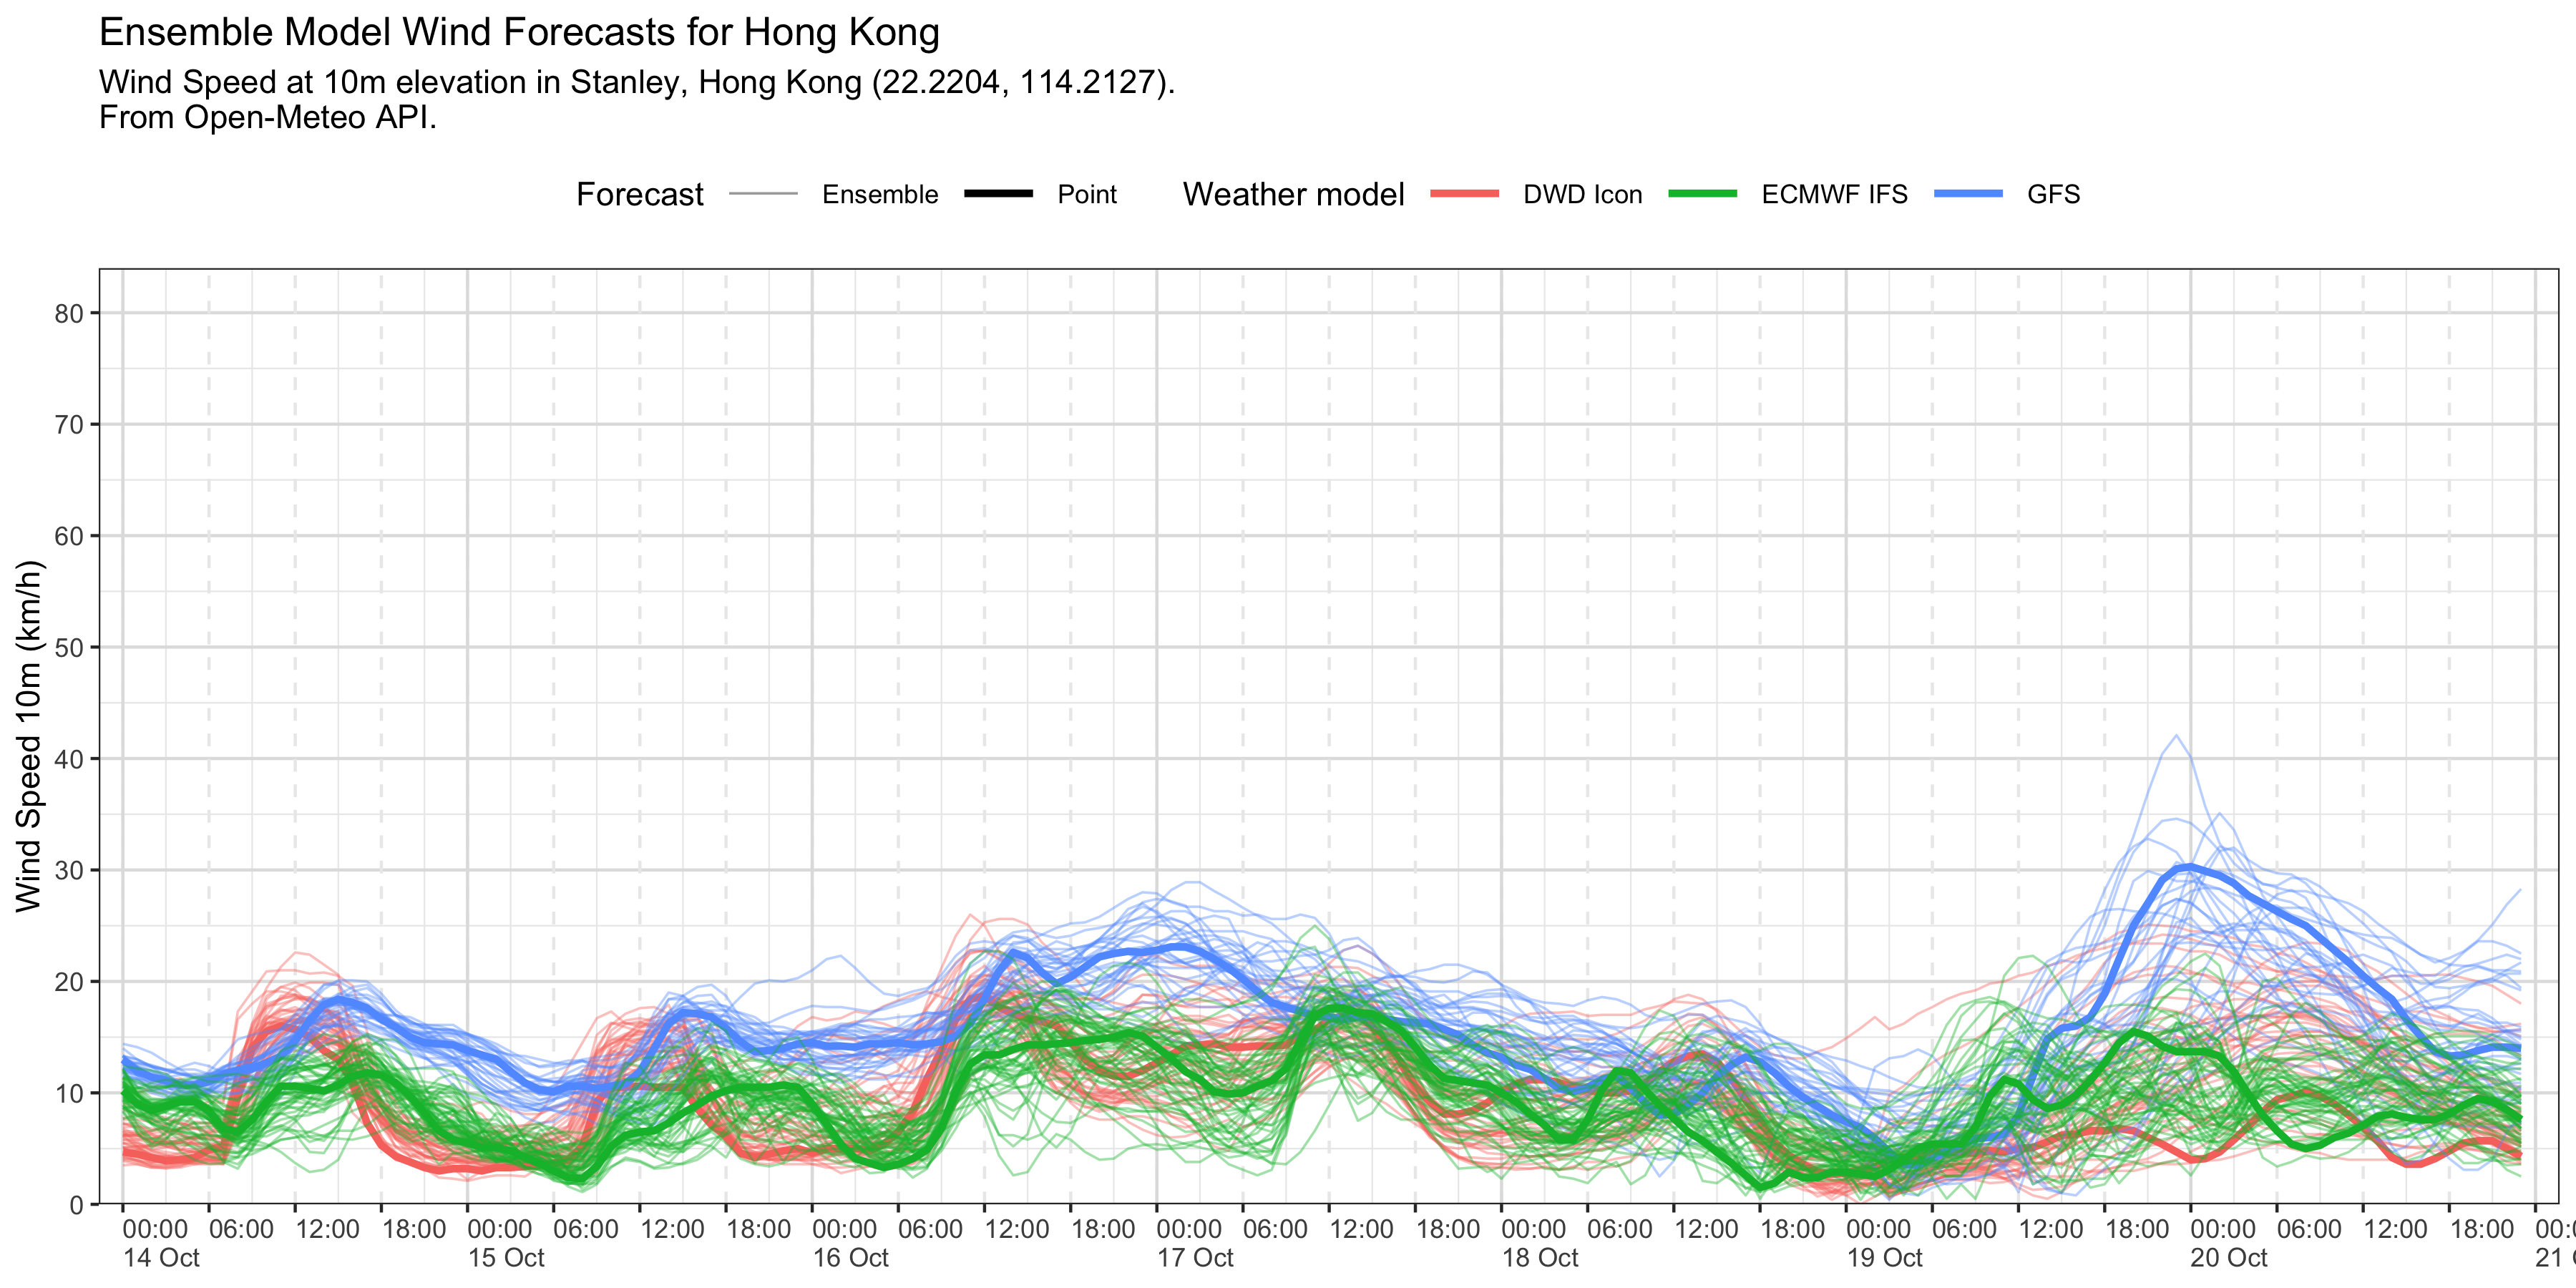 Ensemble Model Wind Forecasts for Hong Kong
Wind Speed at 10m elevation in Stanley, Hong Kong (22.2204, 114.2127).
From Open-Meteo API.
Forecast Ensemble Point Weather model DWD Icon ECMWF IFS GFS
Wind Speed 10m (km/h)
80
70
60
50
40
30
20
10
0
00:00 06:00 12:00 18:00 00:00 06:00 12:00 18:00 00:00 06:00 12:00 18:00 00:00 06:00 12:00 18:00 00:00 06:00 12:00 18:00 00:00 06:00 12:00 18:00 00:00 06:00 12:00 18:00 00:0
14 Oct 15 Oct 16 Oct 17 Oct 18 Oct 19 Oct 20 Oct 21